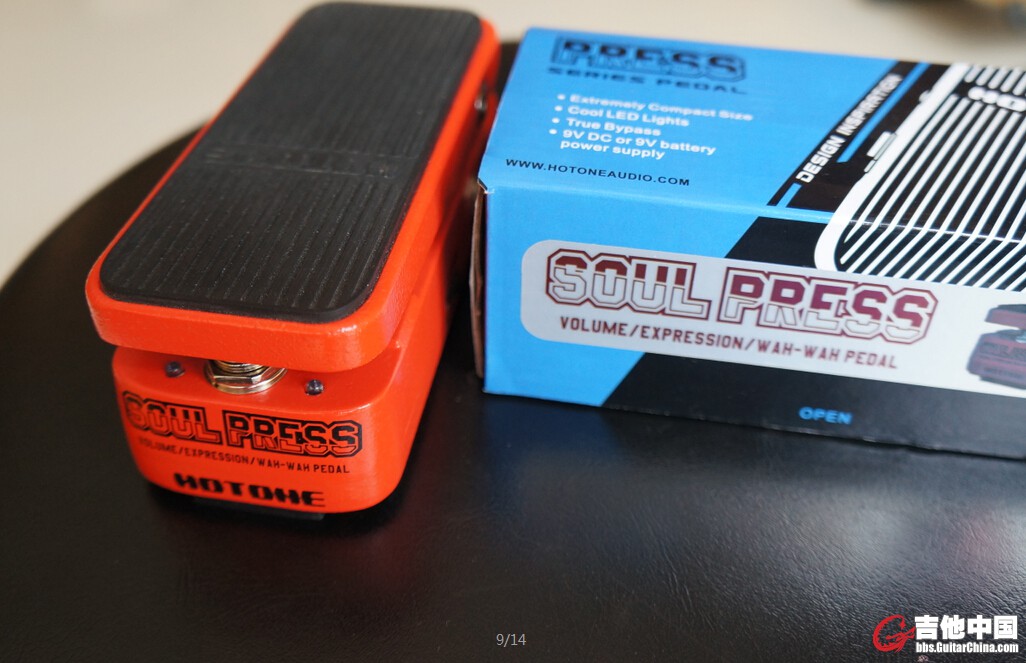 SOUL PRESS
VOLUME/EXPRESSION/WAH-WAH PEDAL
HOTONE
PRESS
SERIES PEDAL
• Extremely Compact Size
• Cool LED Lights
• True Bypass
• 9V DC or 9V battery
power supply
WWW.HOTONEAUDIO.COM
DESIGN INSPIRATION
HO
SOUL PRESS
VOLUME/EXPRESSION/WAH-WAH PEDAL
OPEN
9/14
吉他中国
bbs.GuitarChina.com